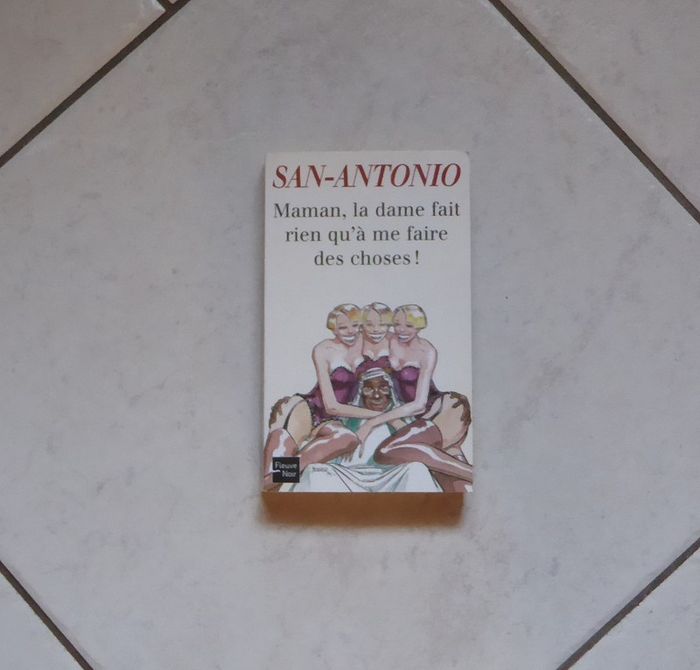 SAN-ANTONIO
Maman, la dame fait
rien qu'à me faire
des choses !
Fleuve
Noir